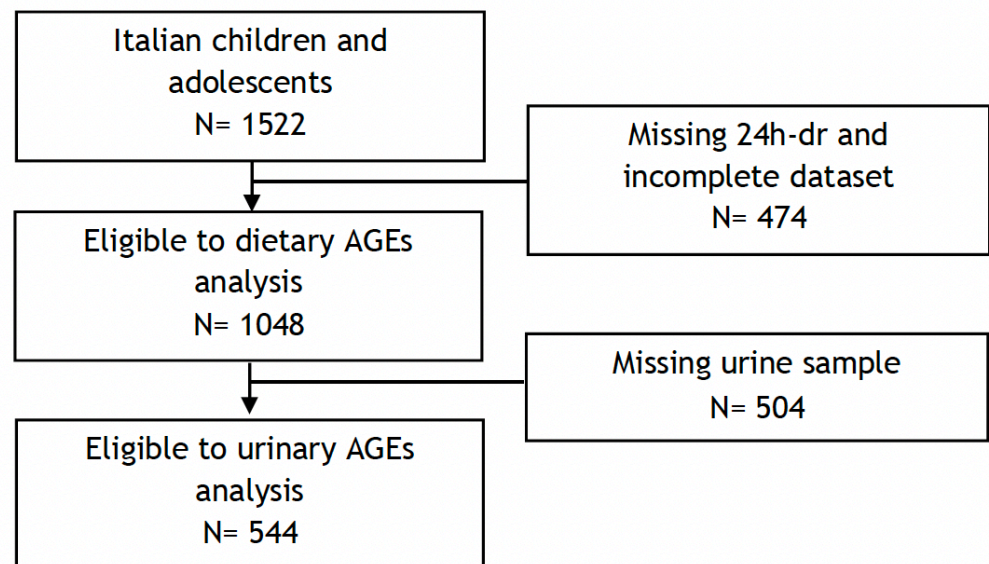 Italian children and
adolescents
N= 1522
Missing 24h-dr and
incomplete dataset
N= 474
Eligible to dietary AGEs
analysis
N= 1048
Missing urine sample
N= 504
Eligible to urinary AGEs
analysis
N= 544